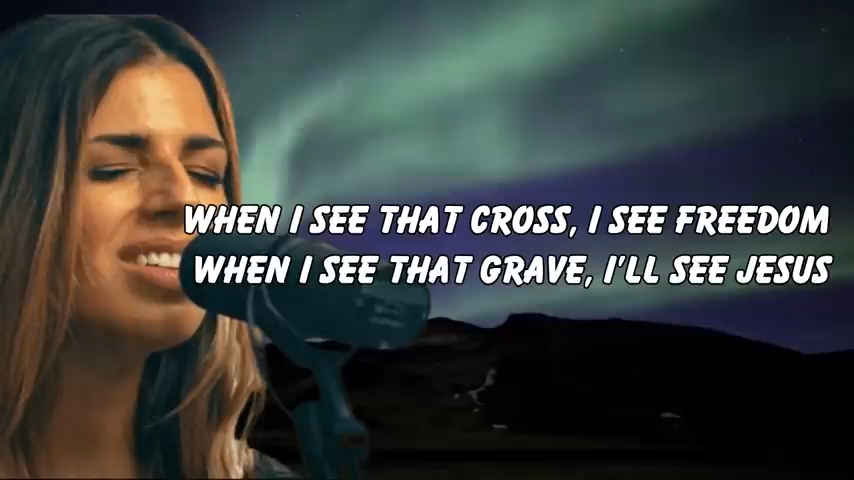 WHEN I SEE THAT CROSS, I SEE FREEDOM
WHEN I SEE THAT GRAVE, I'LL SEE JESUS